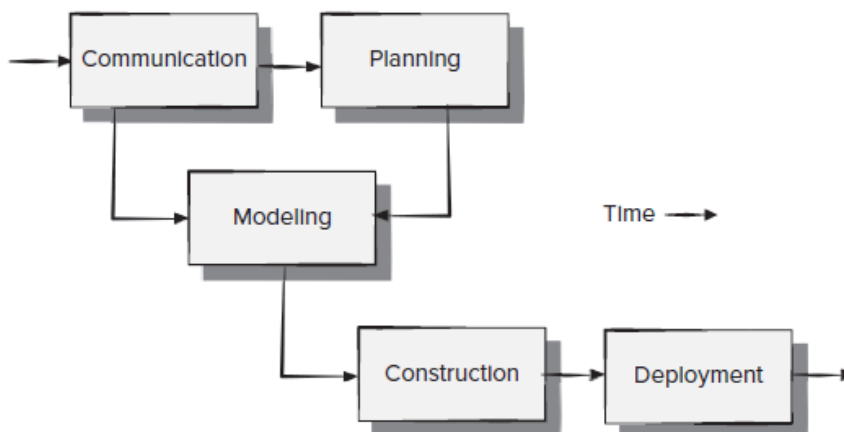 Communication
Planning
Modeling
Time
Construction
Deployment